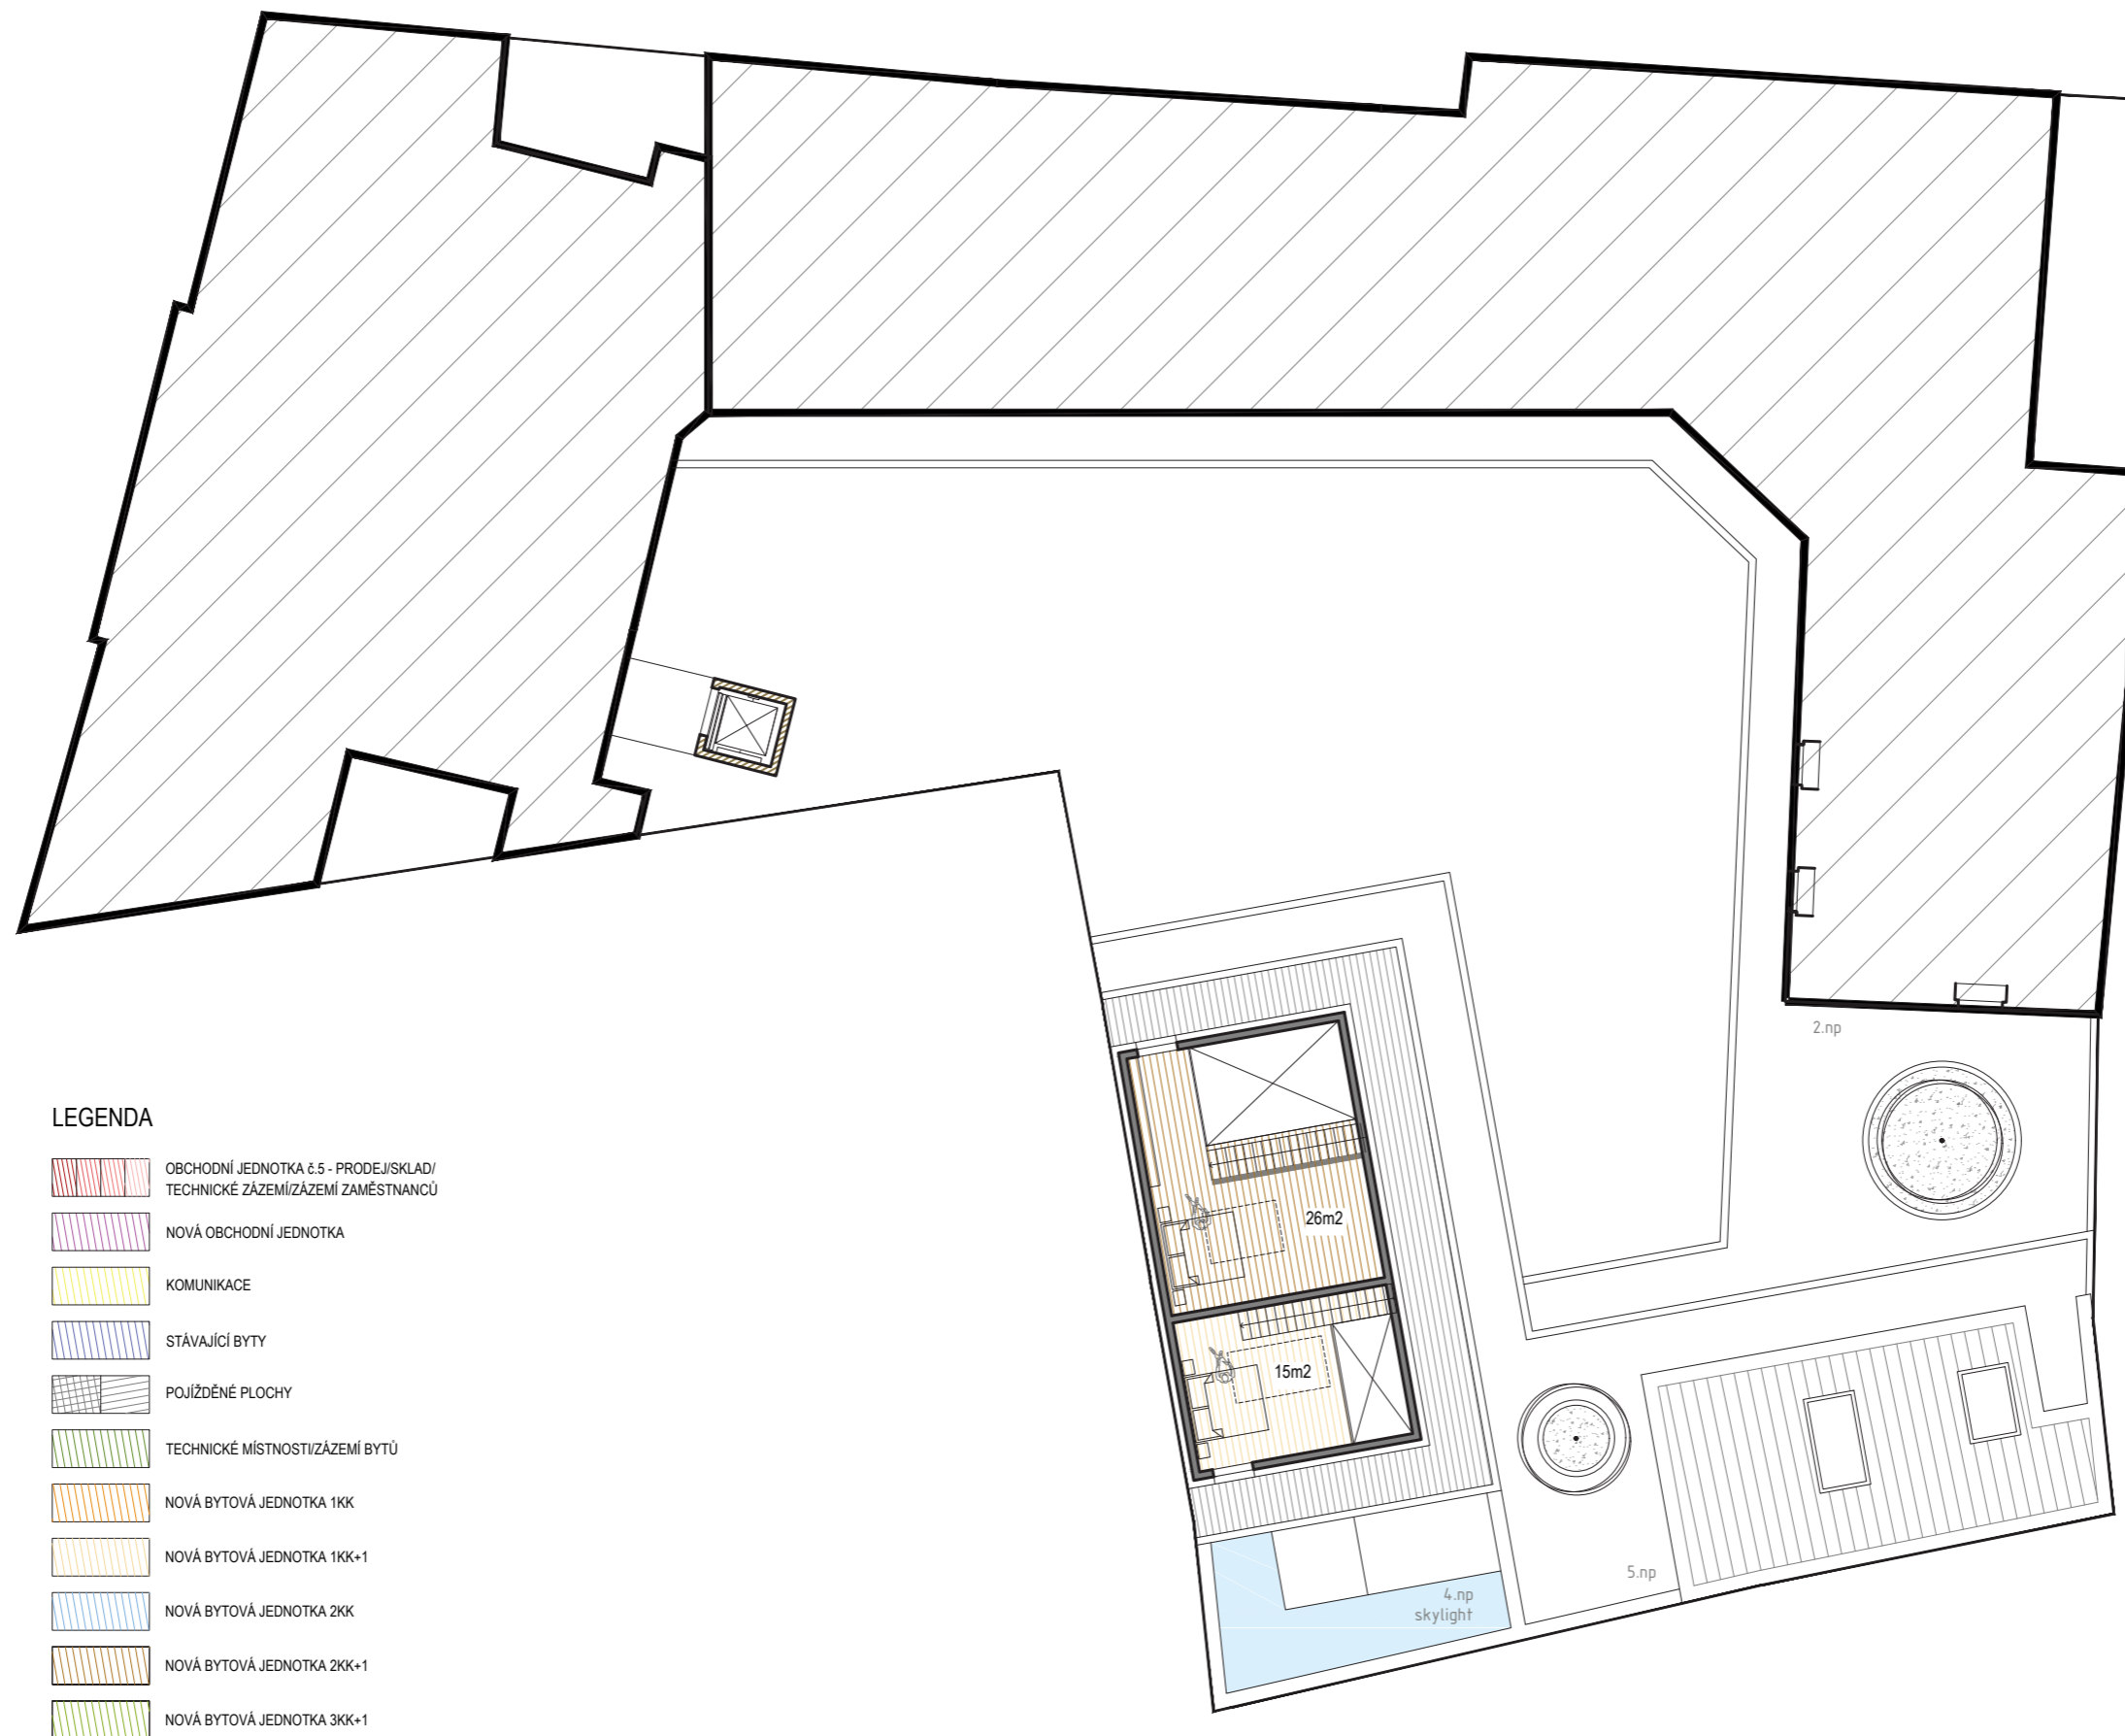 2.np
26m2
15m2
5.np
4.np
skylight
LEGENDA
OBCHODNÍ JEDNOTKA č.5 - PRODEJ/SKLAD/
TECHNICKÉ ZÁZEMÍ/ZÁZEMÍ ZAMĚSTNANCŮ
NOVÁ OBCHODNÍ JEDNOTKA
KOMUNIKACE
STÁVAJÍCÍ BYTY
POJÍŽDĚNÉ PLOCHY
TECHNICKÉ MÍSTNOSTI/ZÁZEMÍ BYTŮ
NOVÁ BYTOVÁ JEDNOTKA 1KK
NOVÁ BYTOVÁ JEDNOTKA 1KK+1
NOVÁ BYTOVÁ JEDNOTKA 2KK
NOVÁ BYTOVÁ JEDNOTKA 2KK+1
NOVÁ BYTOVÁ JEDNOTKA 3KK+1